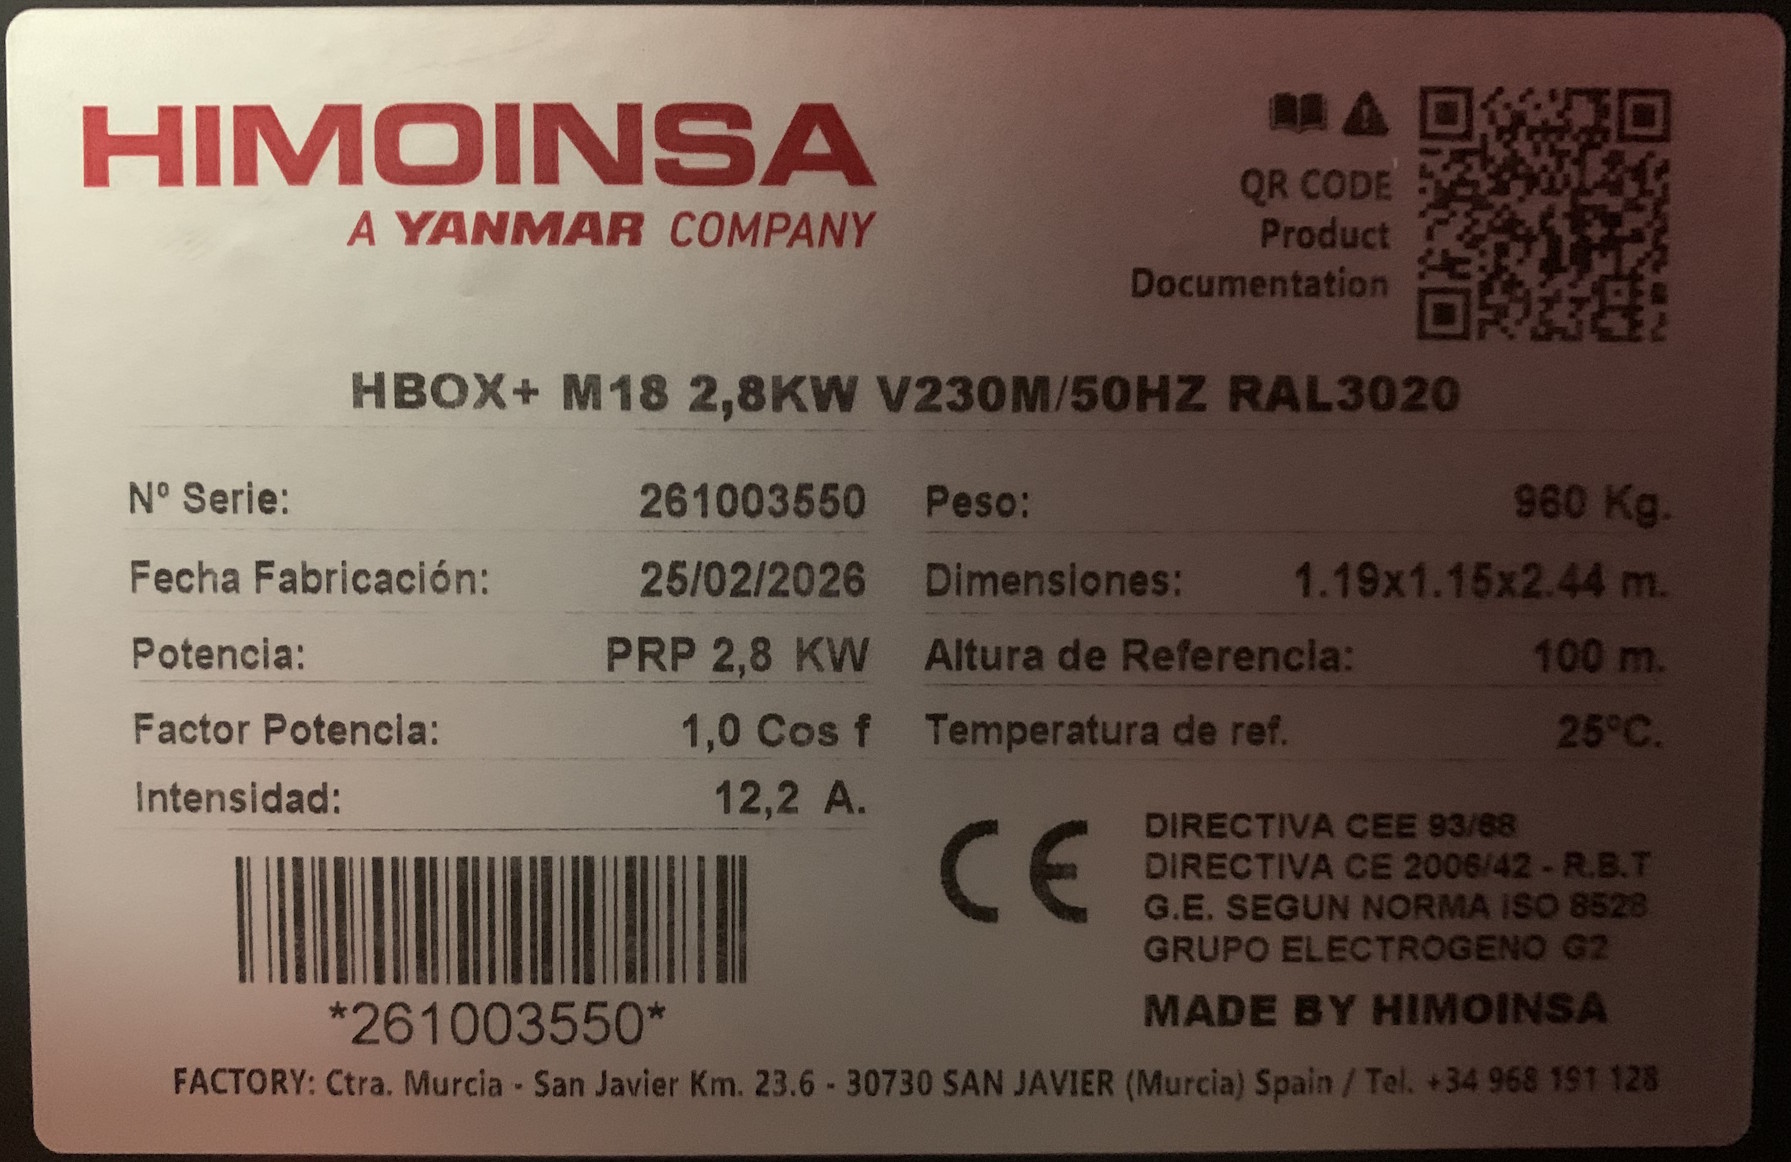 HIMOINSA
A YANMAR COMPANY
QR CODE
Product
Documentation
HBOX+ M18 2,8KW V230M/50HZ RAL3020
Nº Serie: 261003550
Peso: 960 Kg.
Fecha Fabricación: 25/02/2026
Dimensiones: 1.19x1.15x2.44 m.
Potencia: PRP 2,8 KW
Altura de Referencia: 100 m.
Factor Potencia: 1,0 Cos f
Temperatura de ref. 25ºC.
Intensidad: 12,2 A.
CE
DIRECTIVA CEE 93/68
DIRECTIVA CE 2006/42 - R.B.T
G.E. SEGUN NORMA ISO 8528
GRUPO ELECTROGENO G2
MADE BY HIMOINSA
*261003550*
FACTORY: Ctra. Murcia - San Javier Km. 23.6 - 30730 SAN JAVIER (Murcia) Spain / Tel. +34 968 191 128